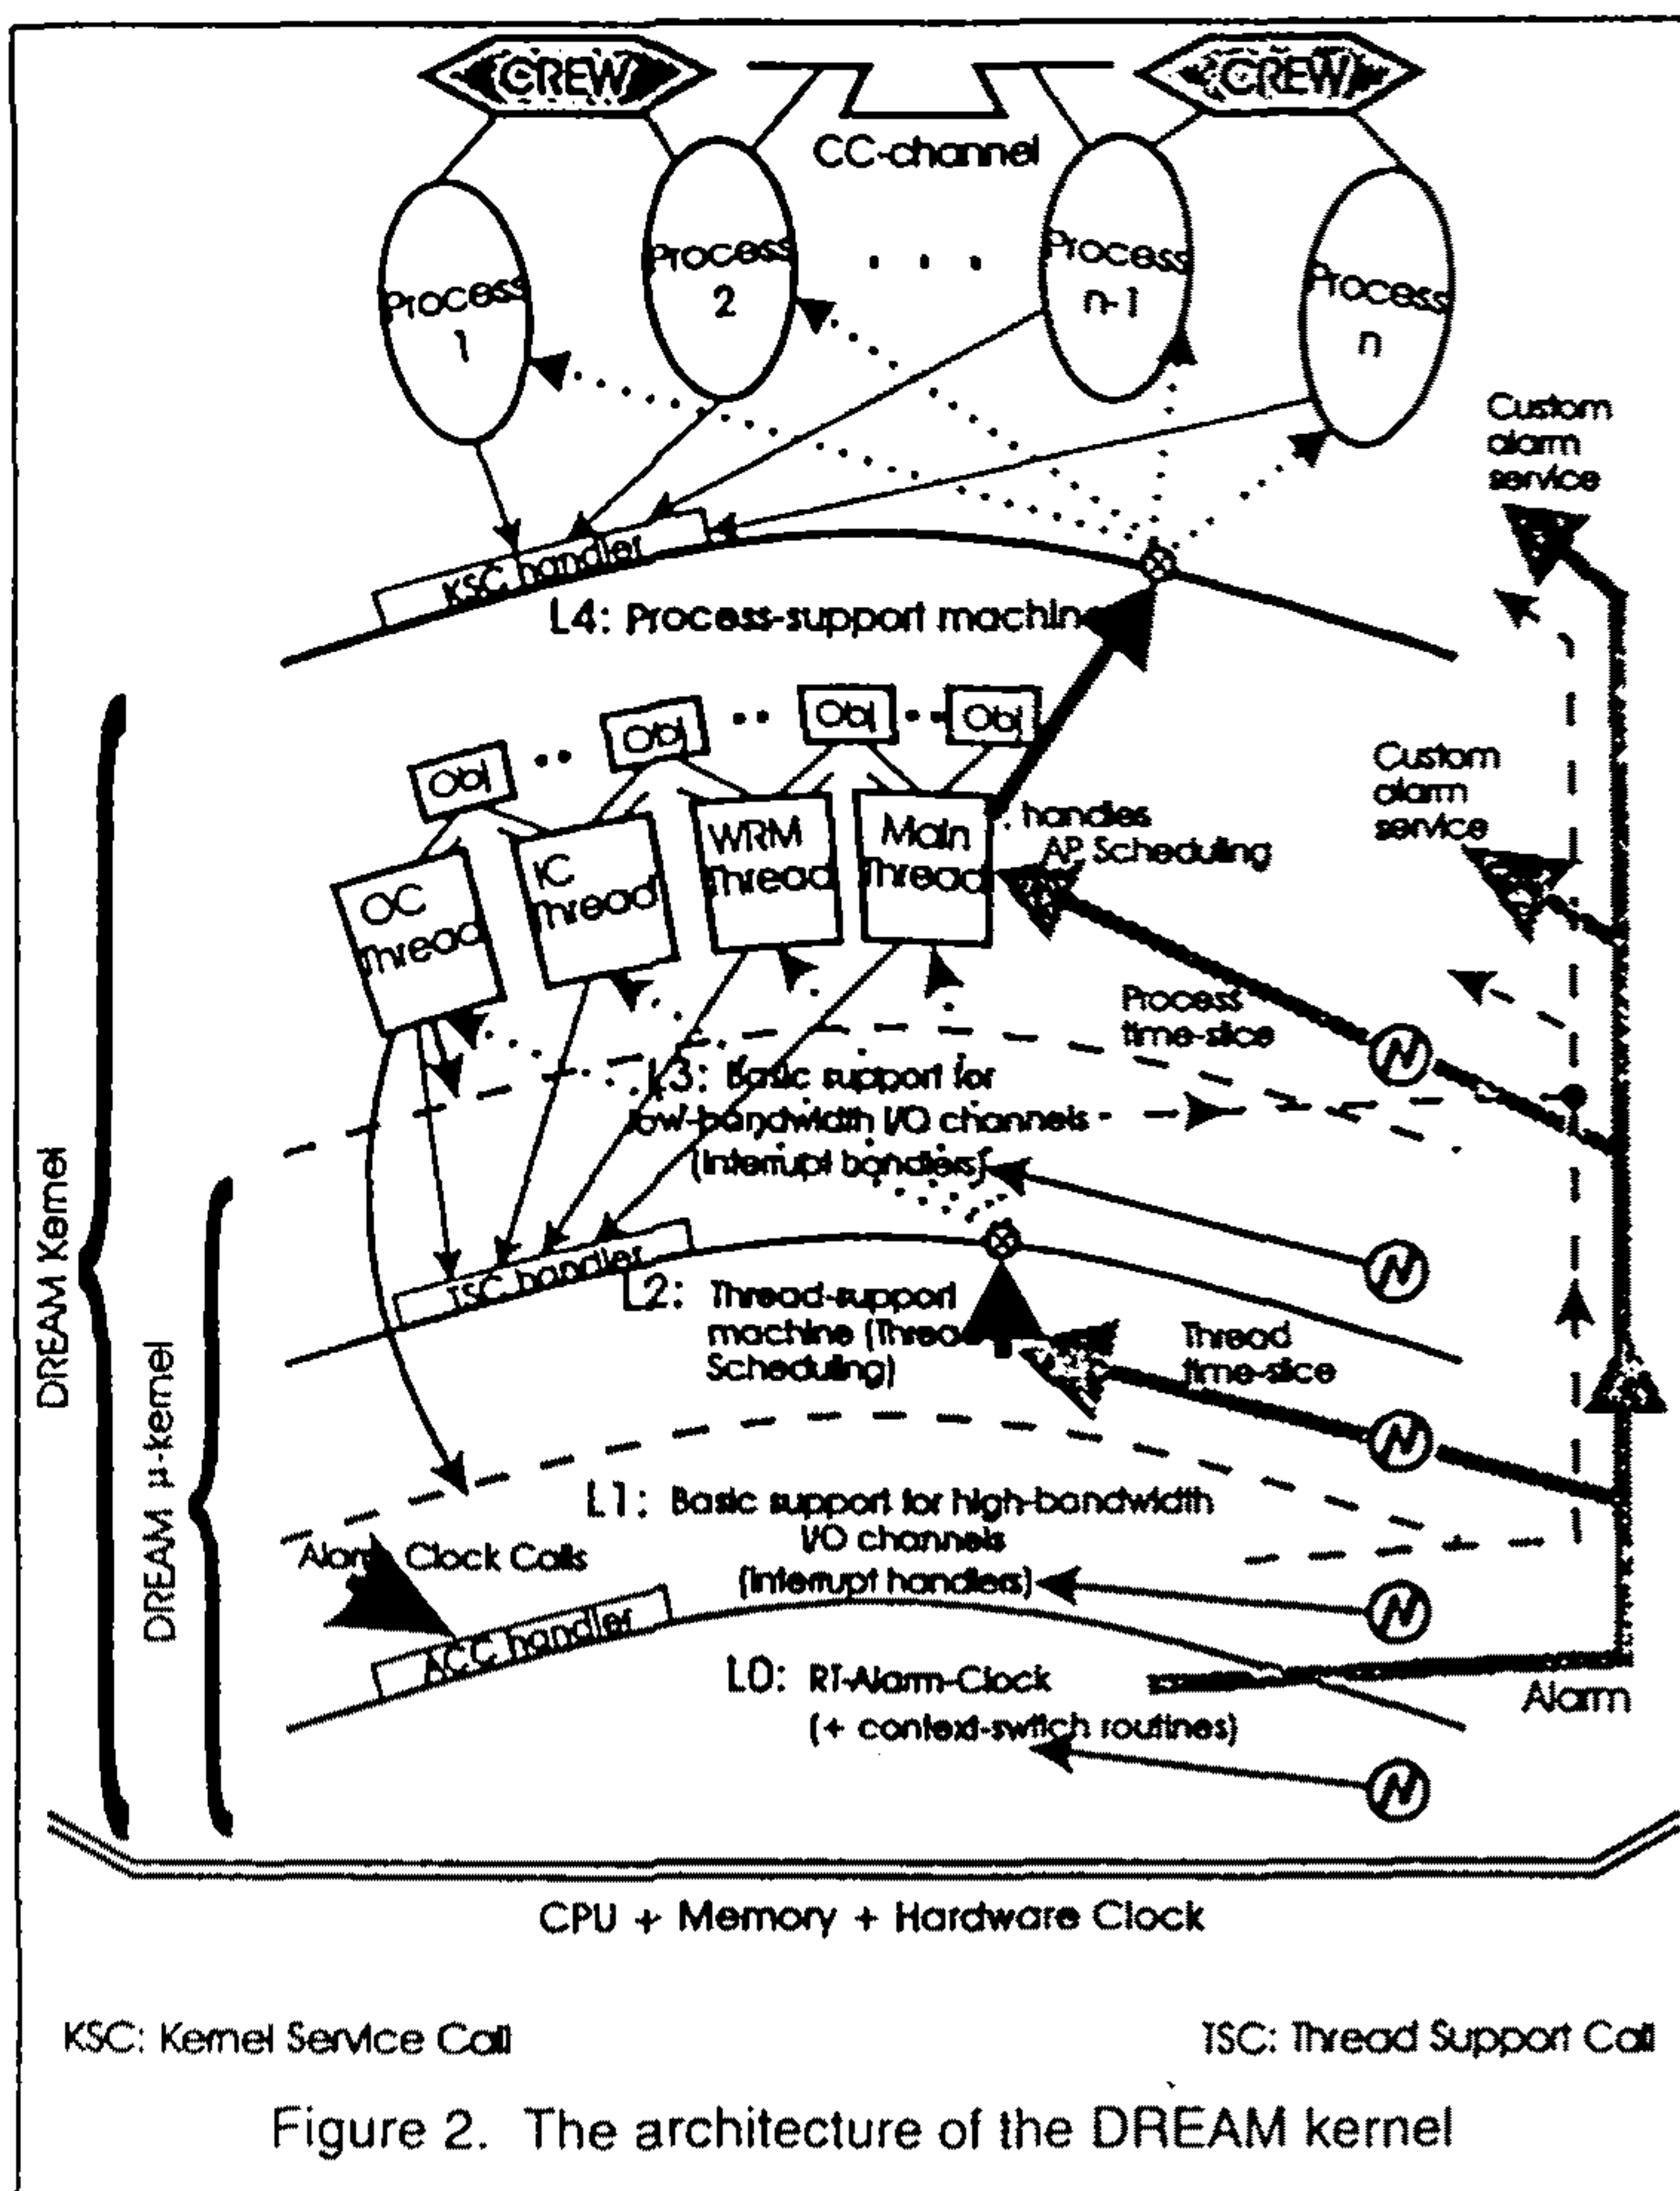 CREW
CREW
CC-channel
Process
1
Process
2
Process
n-1
Process
n
Custom
alarm
service
KSC handler
L4: Process-support machine
Obj
Obj
Obj
Obj
Custom
alarm
service
OC
Thread
IC
Thread
WRM
Thread
Main
Thread
handles
AP Scheduling
Process
time-slice
L3: Basic support for
low-bandwidth I/O channels
(Interrupt handlers)
DREAM Kernel
DREAM μ-kernel
TSC handler
L2: Thread-support
machine (Thread
Scheduling)
Thread
time-slice
L1: Basic support for high-bandwidth
I/O channels
(Interrupt handlers)
Alarm Clock Calls
ACC handler
L0: RT-Alarm-Clock
(+ context-switch routines)
Alarm
CPU + Memory + Hardware Clock
KSC: Kernel Service Call
TSC: Thread Support Call
Figure 2. The architecture of the DREAM kernel